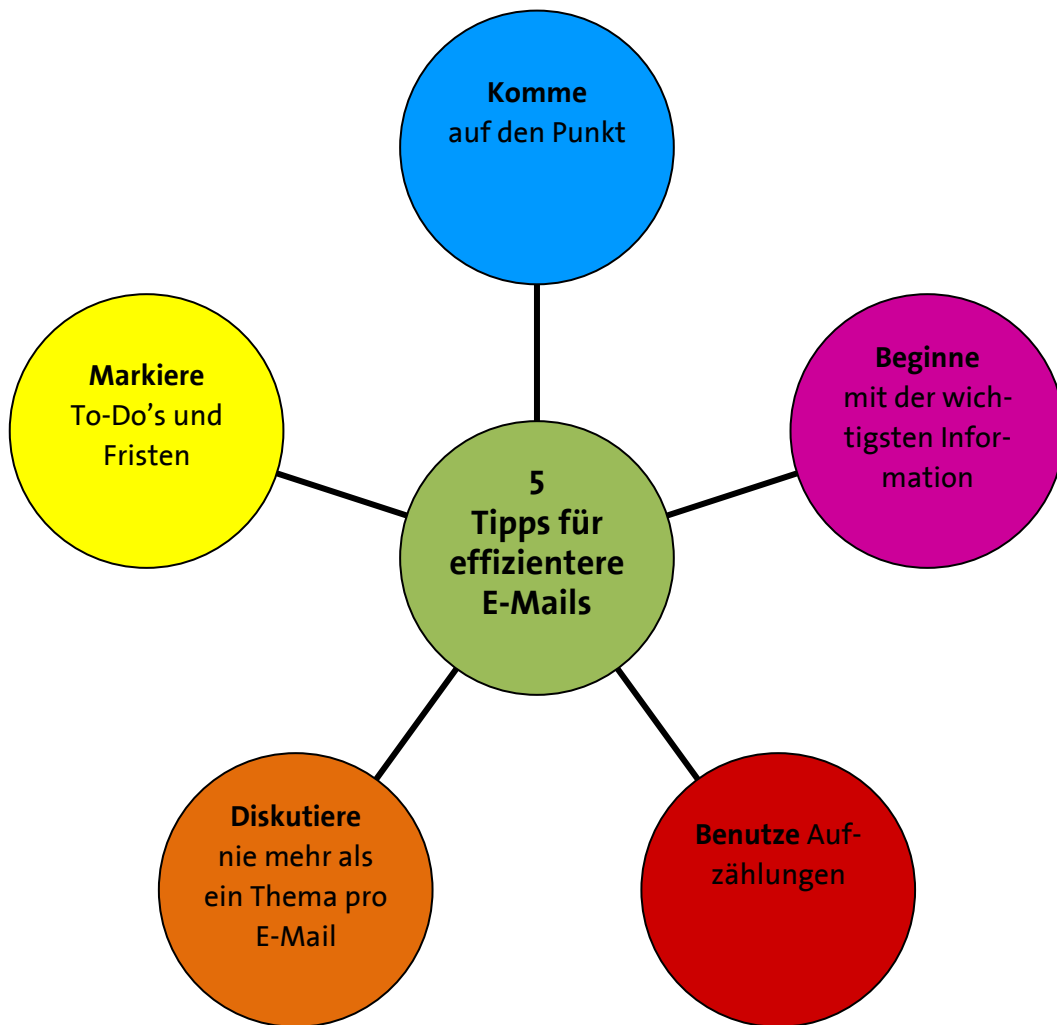 Komme
auf den Punkt
Beginne
mit der wich-
tigsten Infor-
mation
Benutze Auf-
zählungen
Diskutiere
nie mehr als
ein Thema pro
E-Mail
Markiere
To-Do’s und
Fristen
5
Tipps für
effizientere
E-Mails